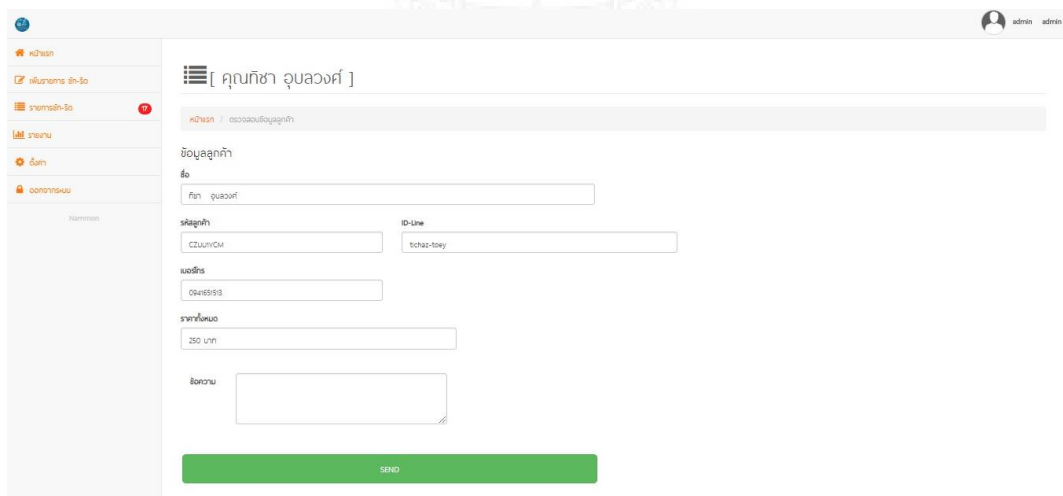 admin admin
หน้าแรก
เพิ่มรายการ ซัก-รีด
รายการซัก-รีด 17
รายงาน
ตั้งค่า
ออกจากระบบ
Nammon
[ คุณทิชา อุบลวงศ์ ]
หน้าแรก / ตรวจสอบข้อมูลลูกค้า
ข้อมูลลูกค้า
ชื่อ
ทิชา อุบลวงศ์
รหัสลูกค้า ID-Line
CZUU1YCM tichaz-toey
เบอร์โทร
0941651513
ราคาทั้งหมด
250 บาท
ข้อความ
SEND